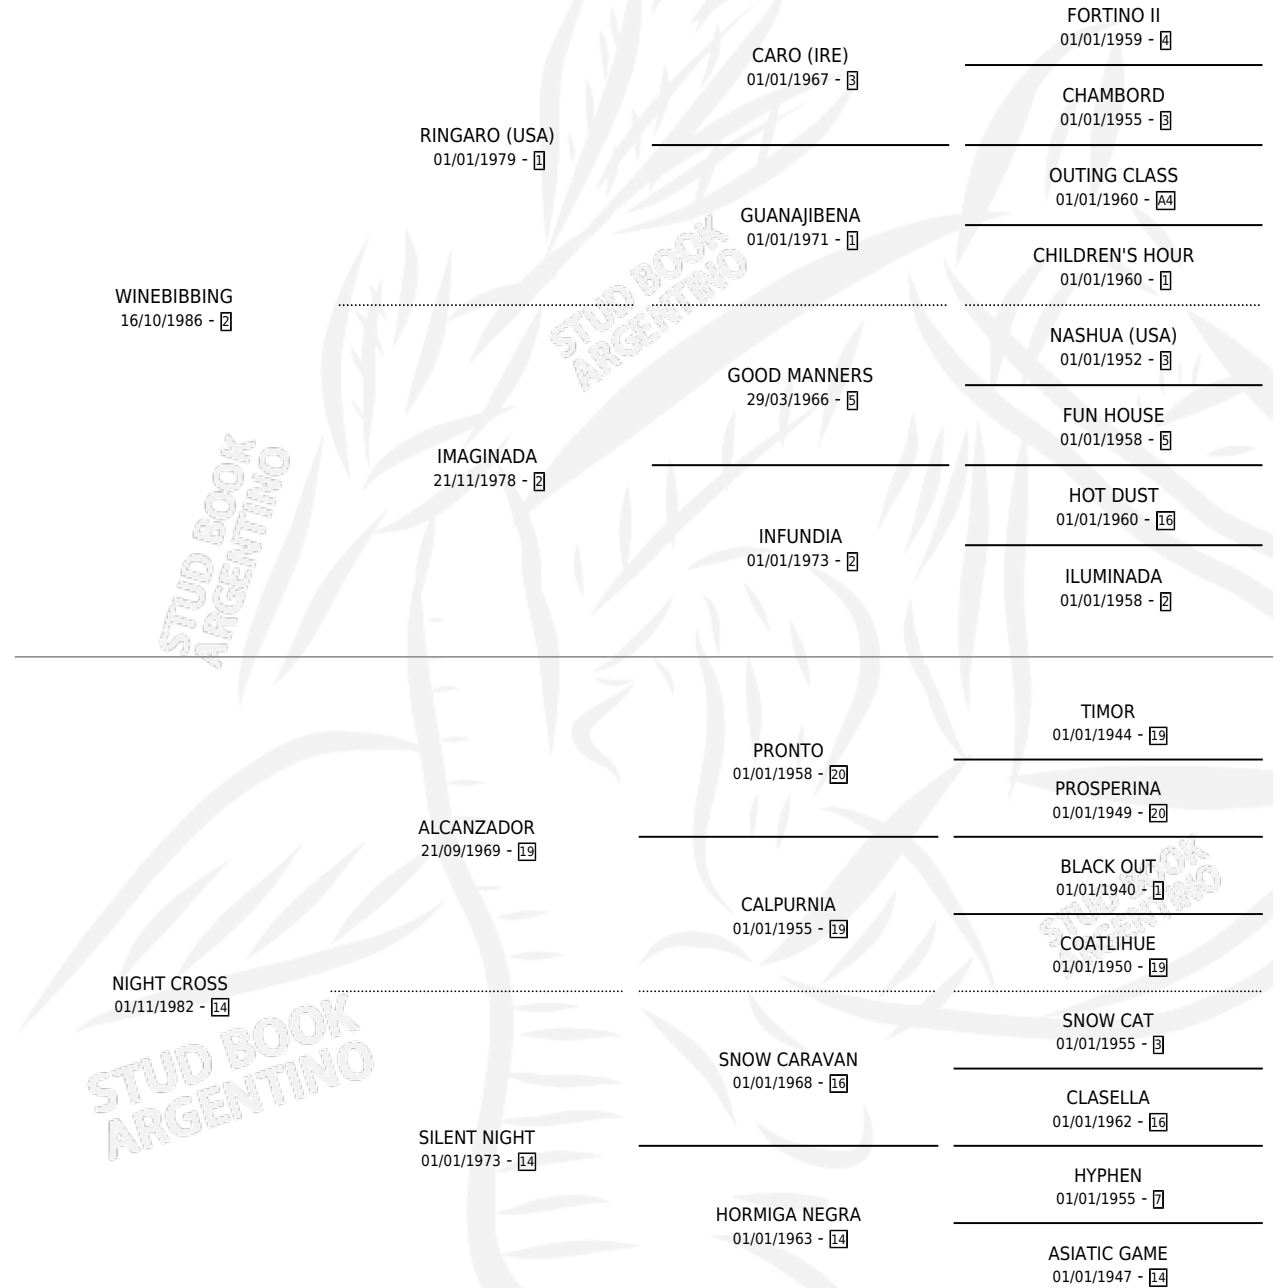 FORTINO II
01/01/1959 - 4
CARO (IRE)
01/01/1967 - 3
CHAMBORD
01/01/1955 - 3
RINGARO (USA)
01/01/1979 - 1
OUTING CLASS
01/01/1960 - A4
GUANAJIBENA
01/01/1971 - 1
CHILDREN'S HOUR
01/01/1960 - 1
WINEBIBBING
16/10/1986 - 2
STUD BOOK
ARGENTINO
NASHUA (USA)
01/01/1952 - 3
GOOD MANNERS
29/03/1966 - 5
FUN HOUSE
01/01/1958 - 5
IMAGINADA
21/11/1978 - 2
HOT DUST
01/01/1960 - 16
INFUNDIA
01/01/1973 - 2
ILUMINADA
01/01/1958 - 2
STUD BOOK
ARGENTINO
TIMOR
01/01/1944 - 19
PRONTO
01/01/1958 - 20
PROSPERINA
01/01/1949 - 20
ALCANZADOR
21/09/1969 - 19
BLACK OUT
01/01/1940 - 1
CALPURNIA
01/01/1955 - 19
COATLIHUE
01/01/1950 - 19
STUD BOOK
ARGENTINO
NIGHT CROSS
01/11/1982 - 14
SNOW CAT
01/01/1955 - 3
SNOW CARAVAN
01/01/1968 - 16
CLASELLA
01/01/1962 - 16
STUD BOOK
ARGENTINO
SILENT NIGHT
01/01/1973 - 14
HYPHEN
01/01/1955 - 7
HORMIGA NEGRA
01/01/1963 - 14
ASIATIC GAME
01/01/1947 - 14